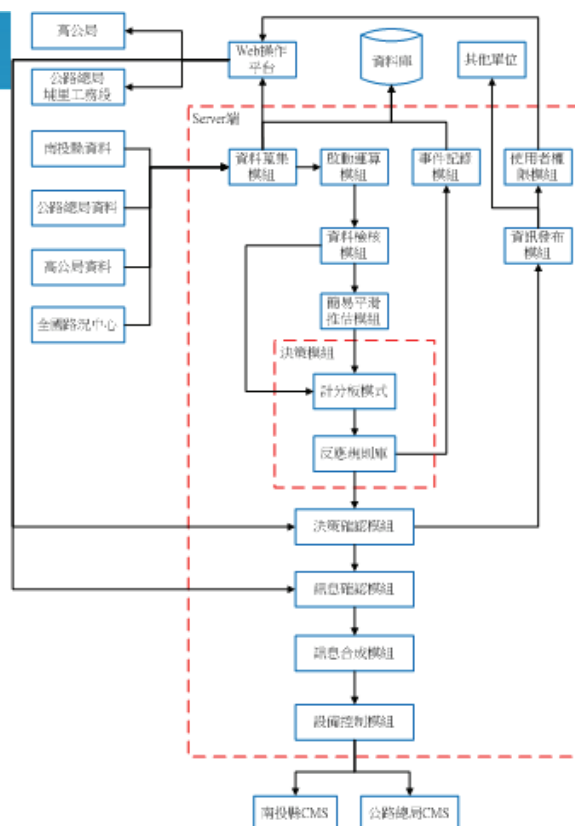 高公局
Web操作
平台
資料庫
其他單位
公路總局
埔里工務段
Server端
南投縣資料
資料蒐集
模組
啟動運算
模組
事件記錄
模組
使用者權
限模組
公路總局資料
資料檢核
模組
資訊發布
模組
高公局資料
簡易平滑
推估模組
全國路況中心
決策模組
計分板模式
反應規則庫
決策確認模組
訊息確認模組
訊息合成模組
設備控制模組
南投縣CMS
公路總局CMS